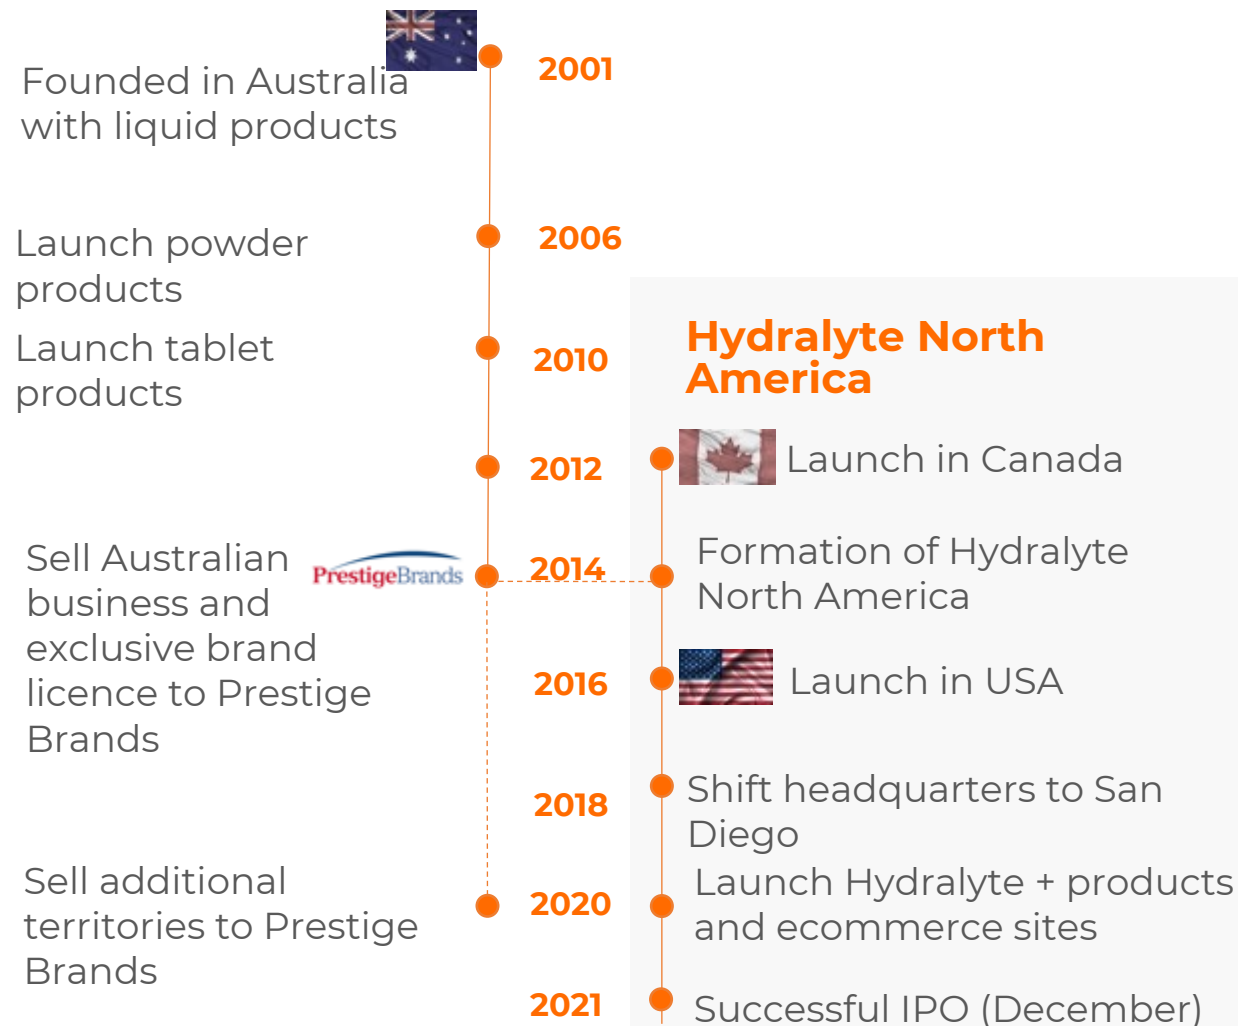 2001
Founded in Australia
with liquid products
2006
Launch powder
products
Launch tablet
products
2010
Hydralyte North
America
2012
Launch in Canada
Sell Australian
business and
exclusive brand
licence to Prestige
Brands
PrestigeBrands
2014
Formation of Hydralyte
North America
2016
Launch in USA
2018
Shift headquarters to San
Diego
Sell additional
territories to Prestige
Brands
2020
Launch Hydralyte + products
and ecommerce sites
2021
Successful IPO (December)